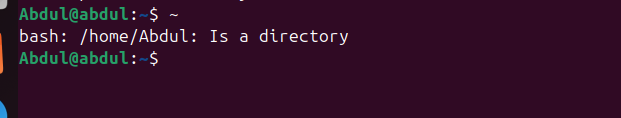 Abdul@abdul:~$ ~
bash: /home/Abdul: Is a directory
Abdul@abdul:~$